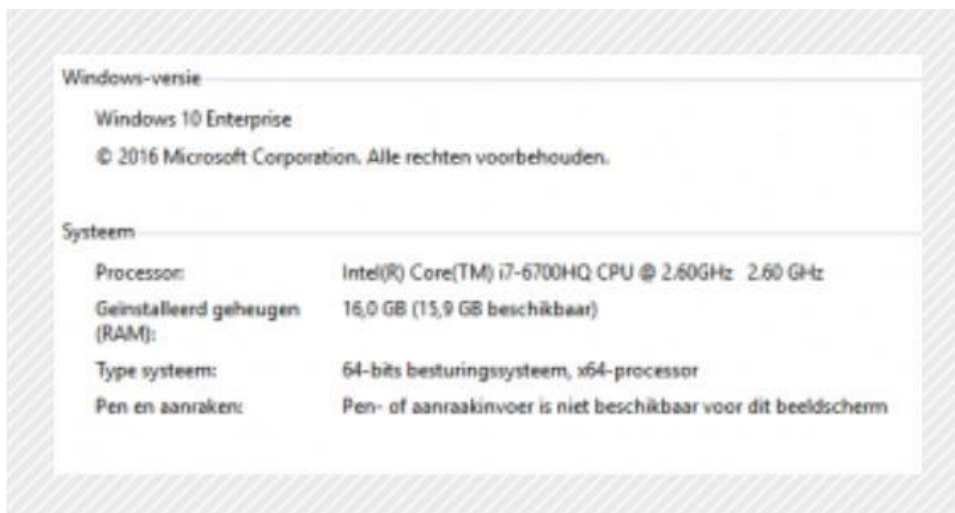 Windows-versie
Windows 10 Enterprise
© 2016 Microsoft Corporation. Alle rechten voorbehouden.
Systeem
Processor: Intel(R) Core(TM) i7-6700HQ CPU @ 2.60GHz 2.60 GHz
Geïnstalleerd geheugen 16,0 GB (15,9 GB beschikbaar)
(RAM):
Type systeem: 64-bits besturingssysteem, x64-processor
Pen en aanraken: Pen- of aanraakinvoer is niet beschikbaar voor dit beeldscherm